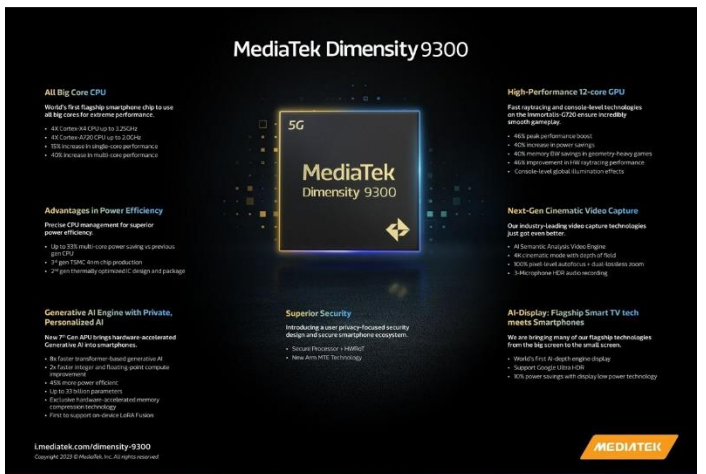 MediaTek Dimensity 9300
All Big Core CPU
World's first flagship smartphone chip to use
all big cores for extreme performance.
• 4X Cortex-X4 CPU up to 3.25GHz
• 4X Cortex-A720 CPU up to 2.0GHz
• 15% increase in single-core performance
• 40% increase in multi-core performance
Advantages in Power Efficiency
Precise CPU management for superior
power efficiency.
• Up to 33% multi-core power saving vs previous
gen CPU
• 3rd gen TSMC 4nm chip production
• 2nd gen thermally optimized IC design and package
Generative AI Engine with Private,
Personalized AI
New 7th Gen APU brings hardware-accelerated
Generative AI into smartphones.
• 8x faster transformer-based generative AI
• 2x faster integer and floating-point compute
improvement
• 45% more power efficient
• Up to 33 billion parameters
• Exclusive hardware-accelerated memory
compression technology
• First to support on-device LoRA Fusion
5G
MediaTek
Dimensity 9300
Superior Security
Introducing a user privacy-focused security
design and secure smartphone ecosystem.
• Secure Processor + HWRoT
• New Arm MTE Technology
High-Performance 12-core GPU
Fast raytracing and console-level technologies
on the Immortalis-G720 ensure incredibly
smooth gameplay.
• 46% peak performance boost
• 40% increase in power savings
• 40% memory BW savings in geometry-heavy games
• 46% improvement in HW raytracing performance
• Console-level global illumination effects
Next-Gen Cinematic Video Capture
Our industry-leading video capture technologies
just got even better.
• AI Semantic Analysis Video Engine
• 4K cinematic mode with depth of field
• 100% pixel-level autofocus + dual-lossless zoom
• 3-Microphone HDR audio recording
AI-Display: Flagship Smart TV tech
meets Smartphones
We are bringing many of our flagship technologies
from the big screen to the small screen.
• World's first AI-depth engine display
• Support Google Ultra HDR
• 10% power savings with display low power technology
i.mediatek.com/dimensity-9300
Copyright 2023 © MediaTek, Inc. All rights reserved
MEDIATEK